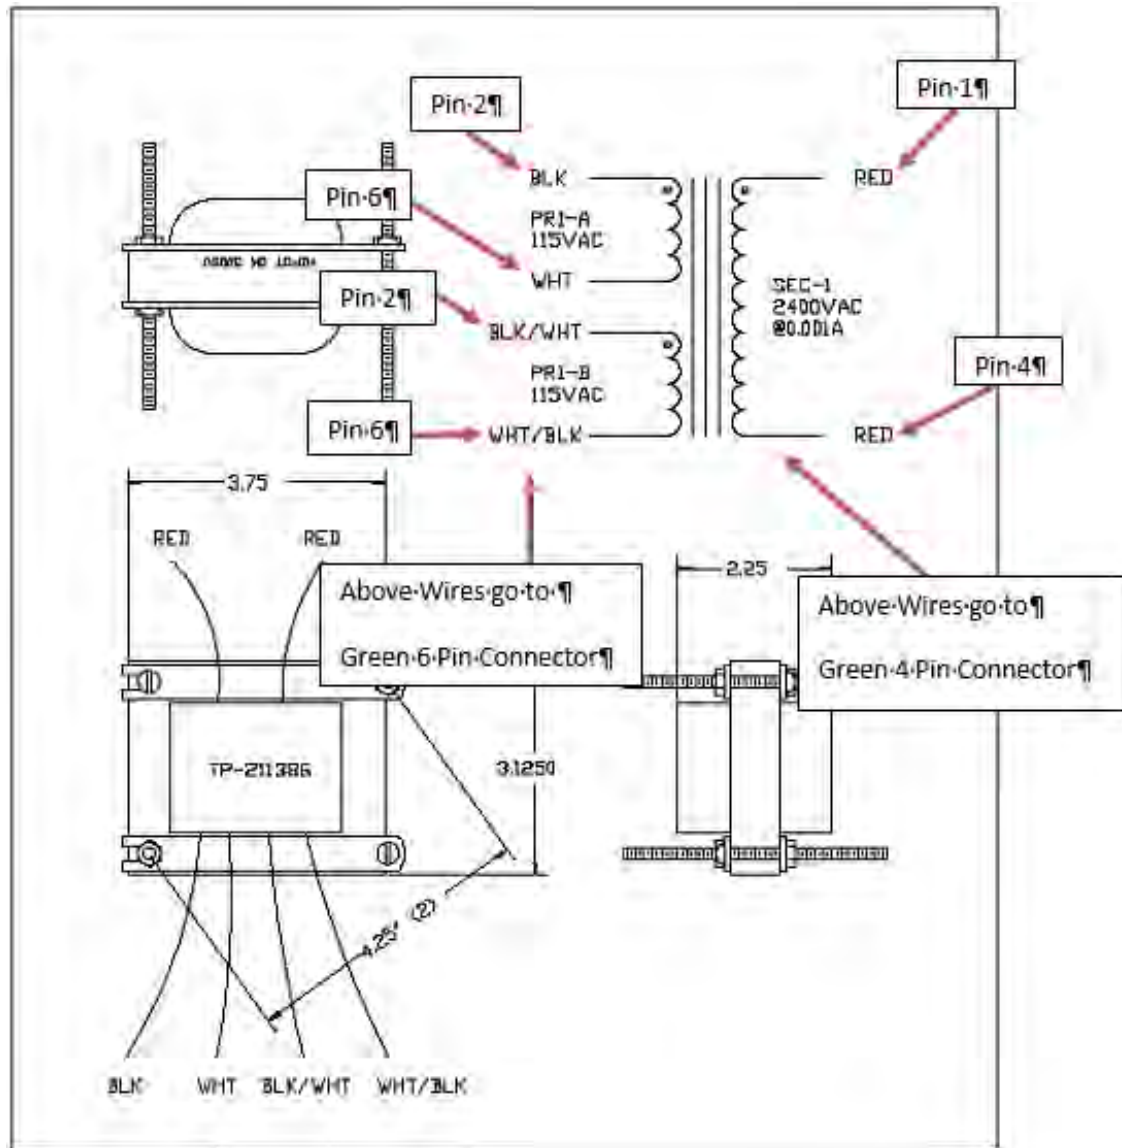 Pin·2¶
Pin·1¶
BLK
RED
Pin·6¶
PRI-A
115VAC
WHT
SEC-1
2400VAC
@0.001A
Pin·2¶
BLK/WHT
PRI-B
115VAC
Pin·4¶
Pin·6¶
WHT/BLK
RED
3.75
RED
RED
2.25
Above·Wires·go·to·¶
Green·6·Pin·Connector¶
Above·Wires·go·to¶
Green·4·Pin·Connector¶
TP-211386
3.1250
4.25" (2)
BLK
WHT
BLK/WHT
WHT/BLK